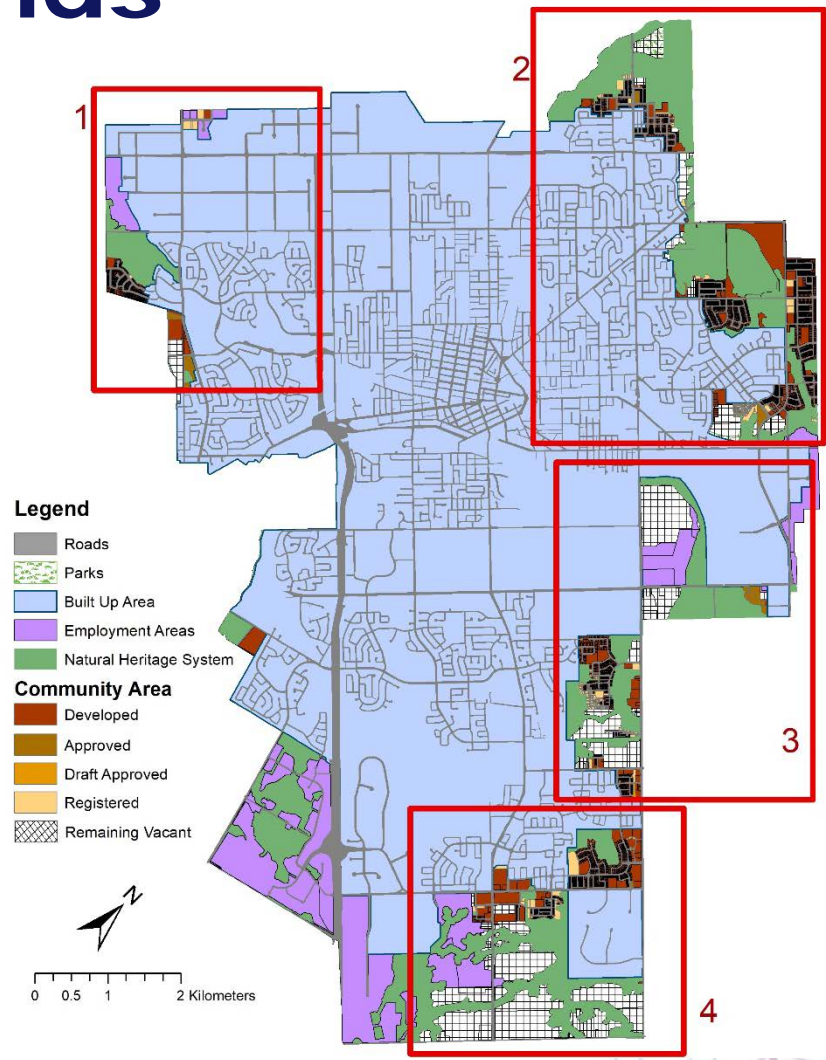 1
2
Legend
Roads
Parks
Built Up Area
Employment Areas
Natural Heritage System
Community Area
Developed
Approved
Draft Approved
Registered
Remaining Vacant
3
N
0 0.5 1 2 Kilometers
4